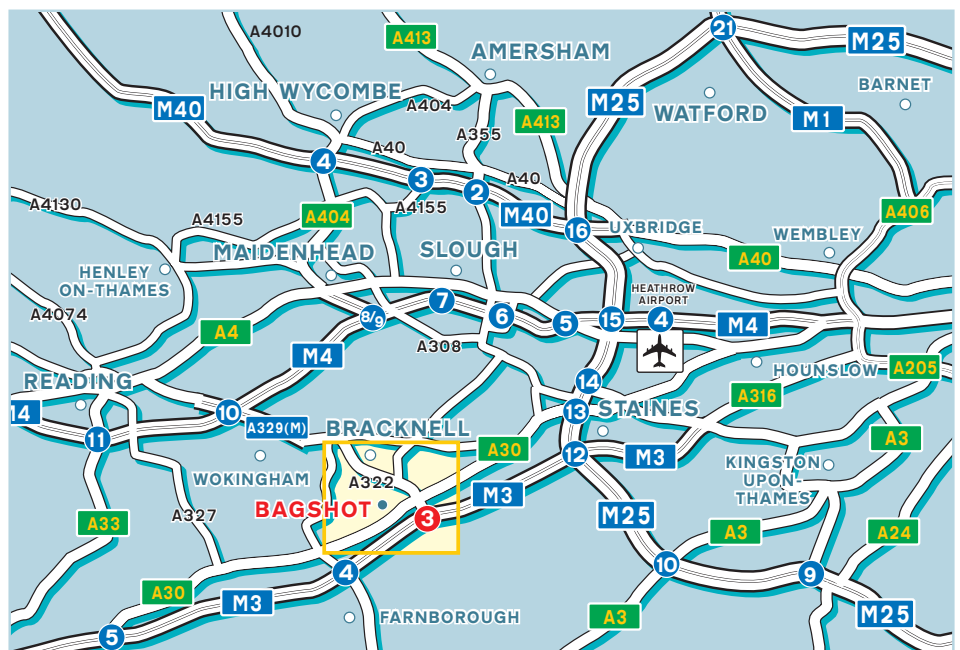 A4010
A413
AMERSHAM
21
M25
BARNET
HIGH WYCOMBE
M40
A404
M25
WATFORD
M1
A413
A355
A40
4
3
2
A40
A4130
A4155
A404
A4155
M40
16
UXBRIDGE
A406
WEMBLEY
MAIDENHEAD
SLOUGH
A40
HENLEY
ON-THAMES
HEATHROW
AIRPORT
A4074
8/9
7
6
5
15
4
M4
A4
M4
A308
HOUNSLOW
A205
READING
14
A316
14
10
A329(M)
BRACKNELL
13
STAINES
11
A30
A3
12
M3
WOKINGHAM
A322
KINGSTON
UPON-
THAMES
BAGSHOT
3
M3
A33
A327
M25
A3
A24
10
9
4
A30
M3
FARNBOROUGH
A3
M25
5